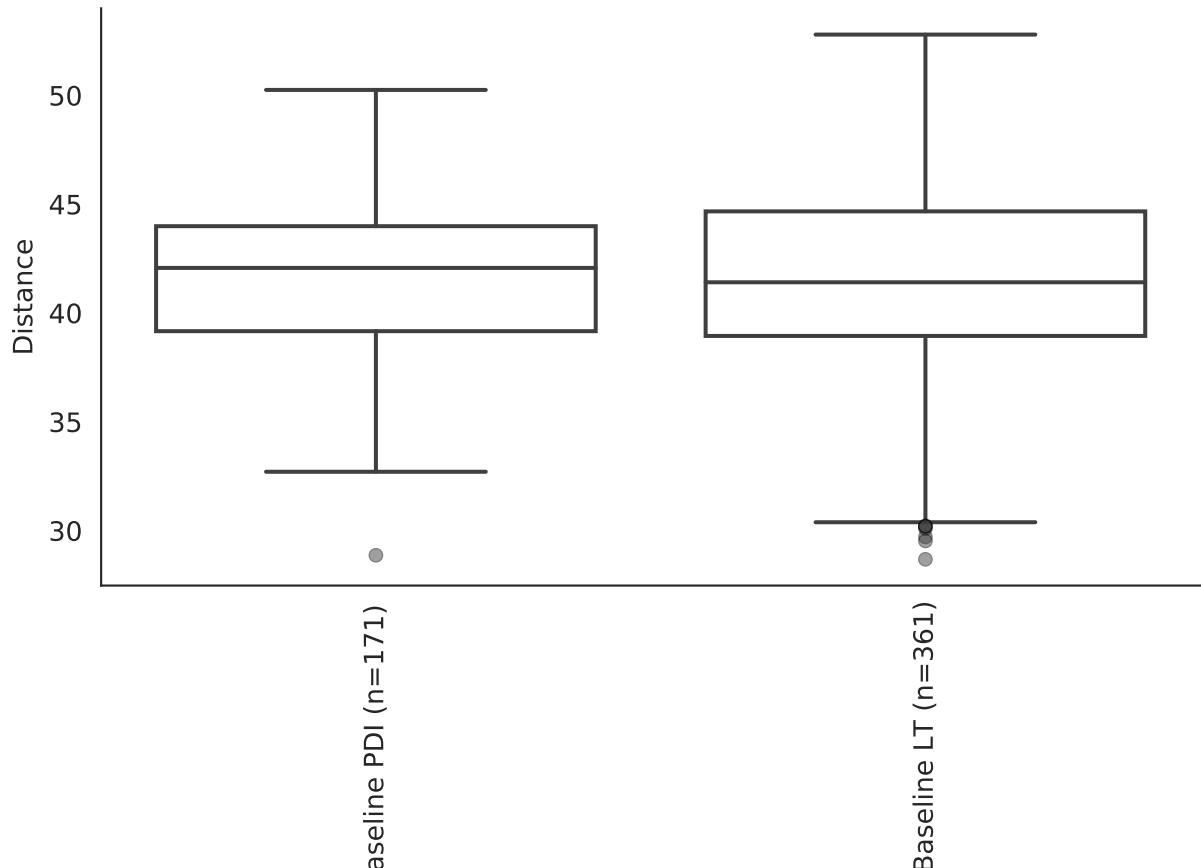 50
45
40
35
30
Distance
aseline PDI (n=171)
Baseline LT (n=361)